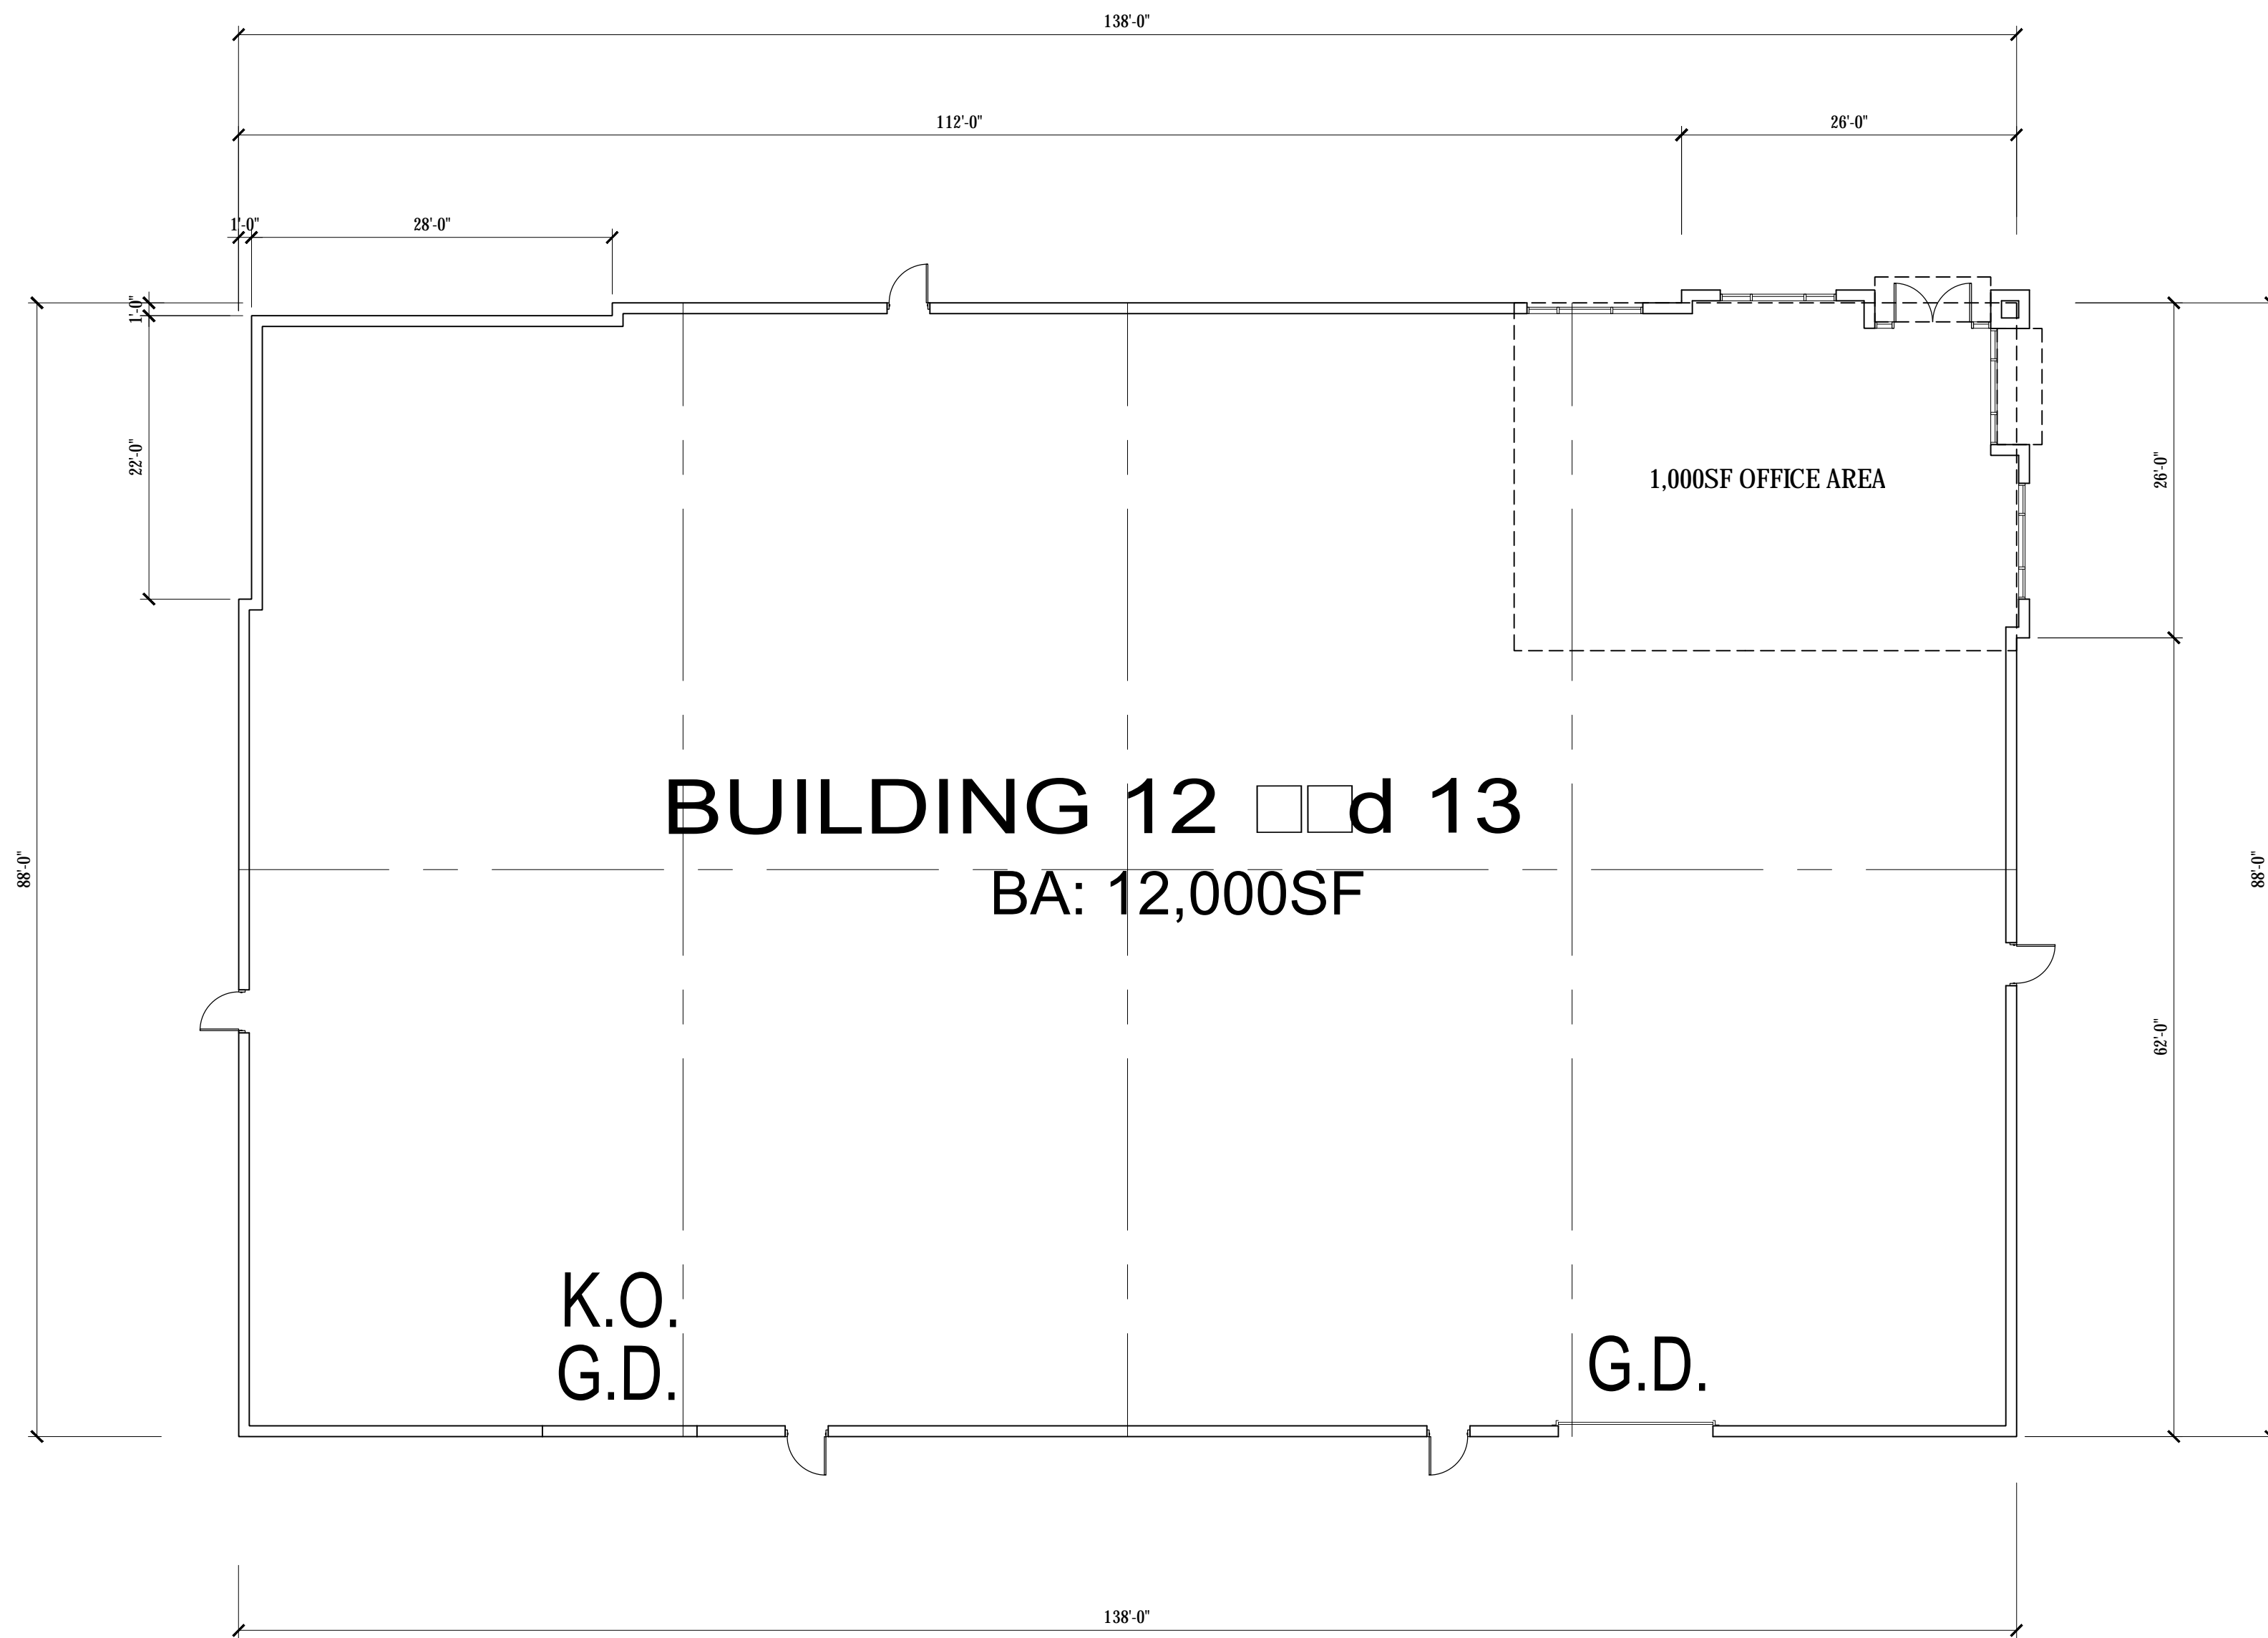 138'-0"
112'-0"
26'-0"
1'-0"
28'-0"
1'-0"
22'-0"
26'-0"
1,000SF OFFICE AREA
BUILDING 12 □□d 13
BA: 12,000SF
88'-0"
88'-0"
62'-0"
K.O.
G.D.
G.D.
138'-0"